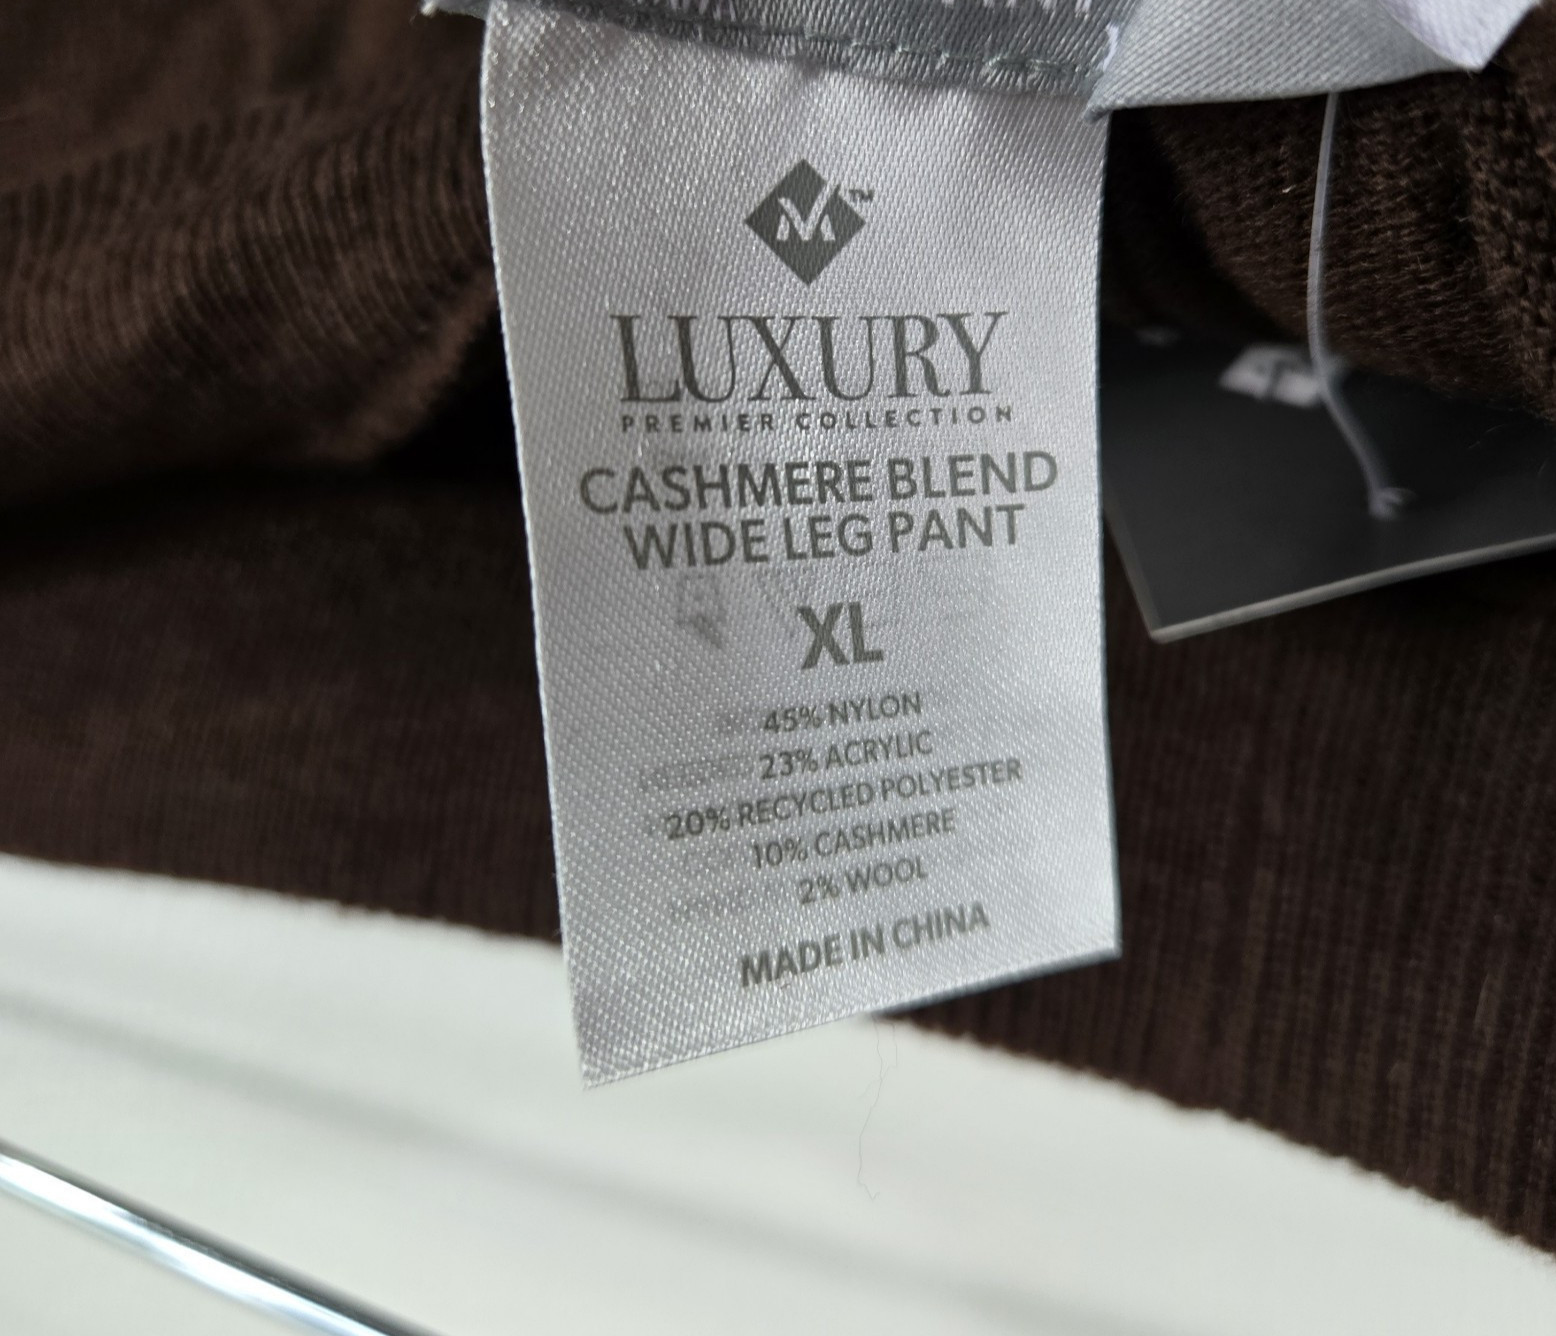 M™
LUXURY
PREMIER COLLECTION
CASHMERE BLEND
WIDE LEG PANT
XL
45% NYLON
23% ACRYLIC
20% RECYCLED POLYESTER
10% CASHMERE
2% WOOL
MADE IN CHINA